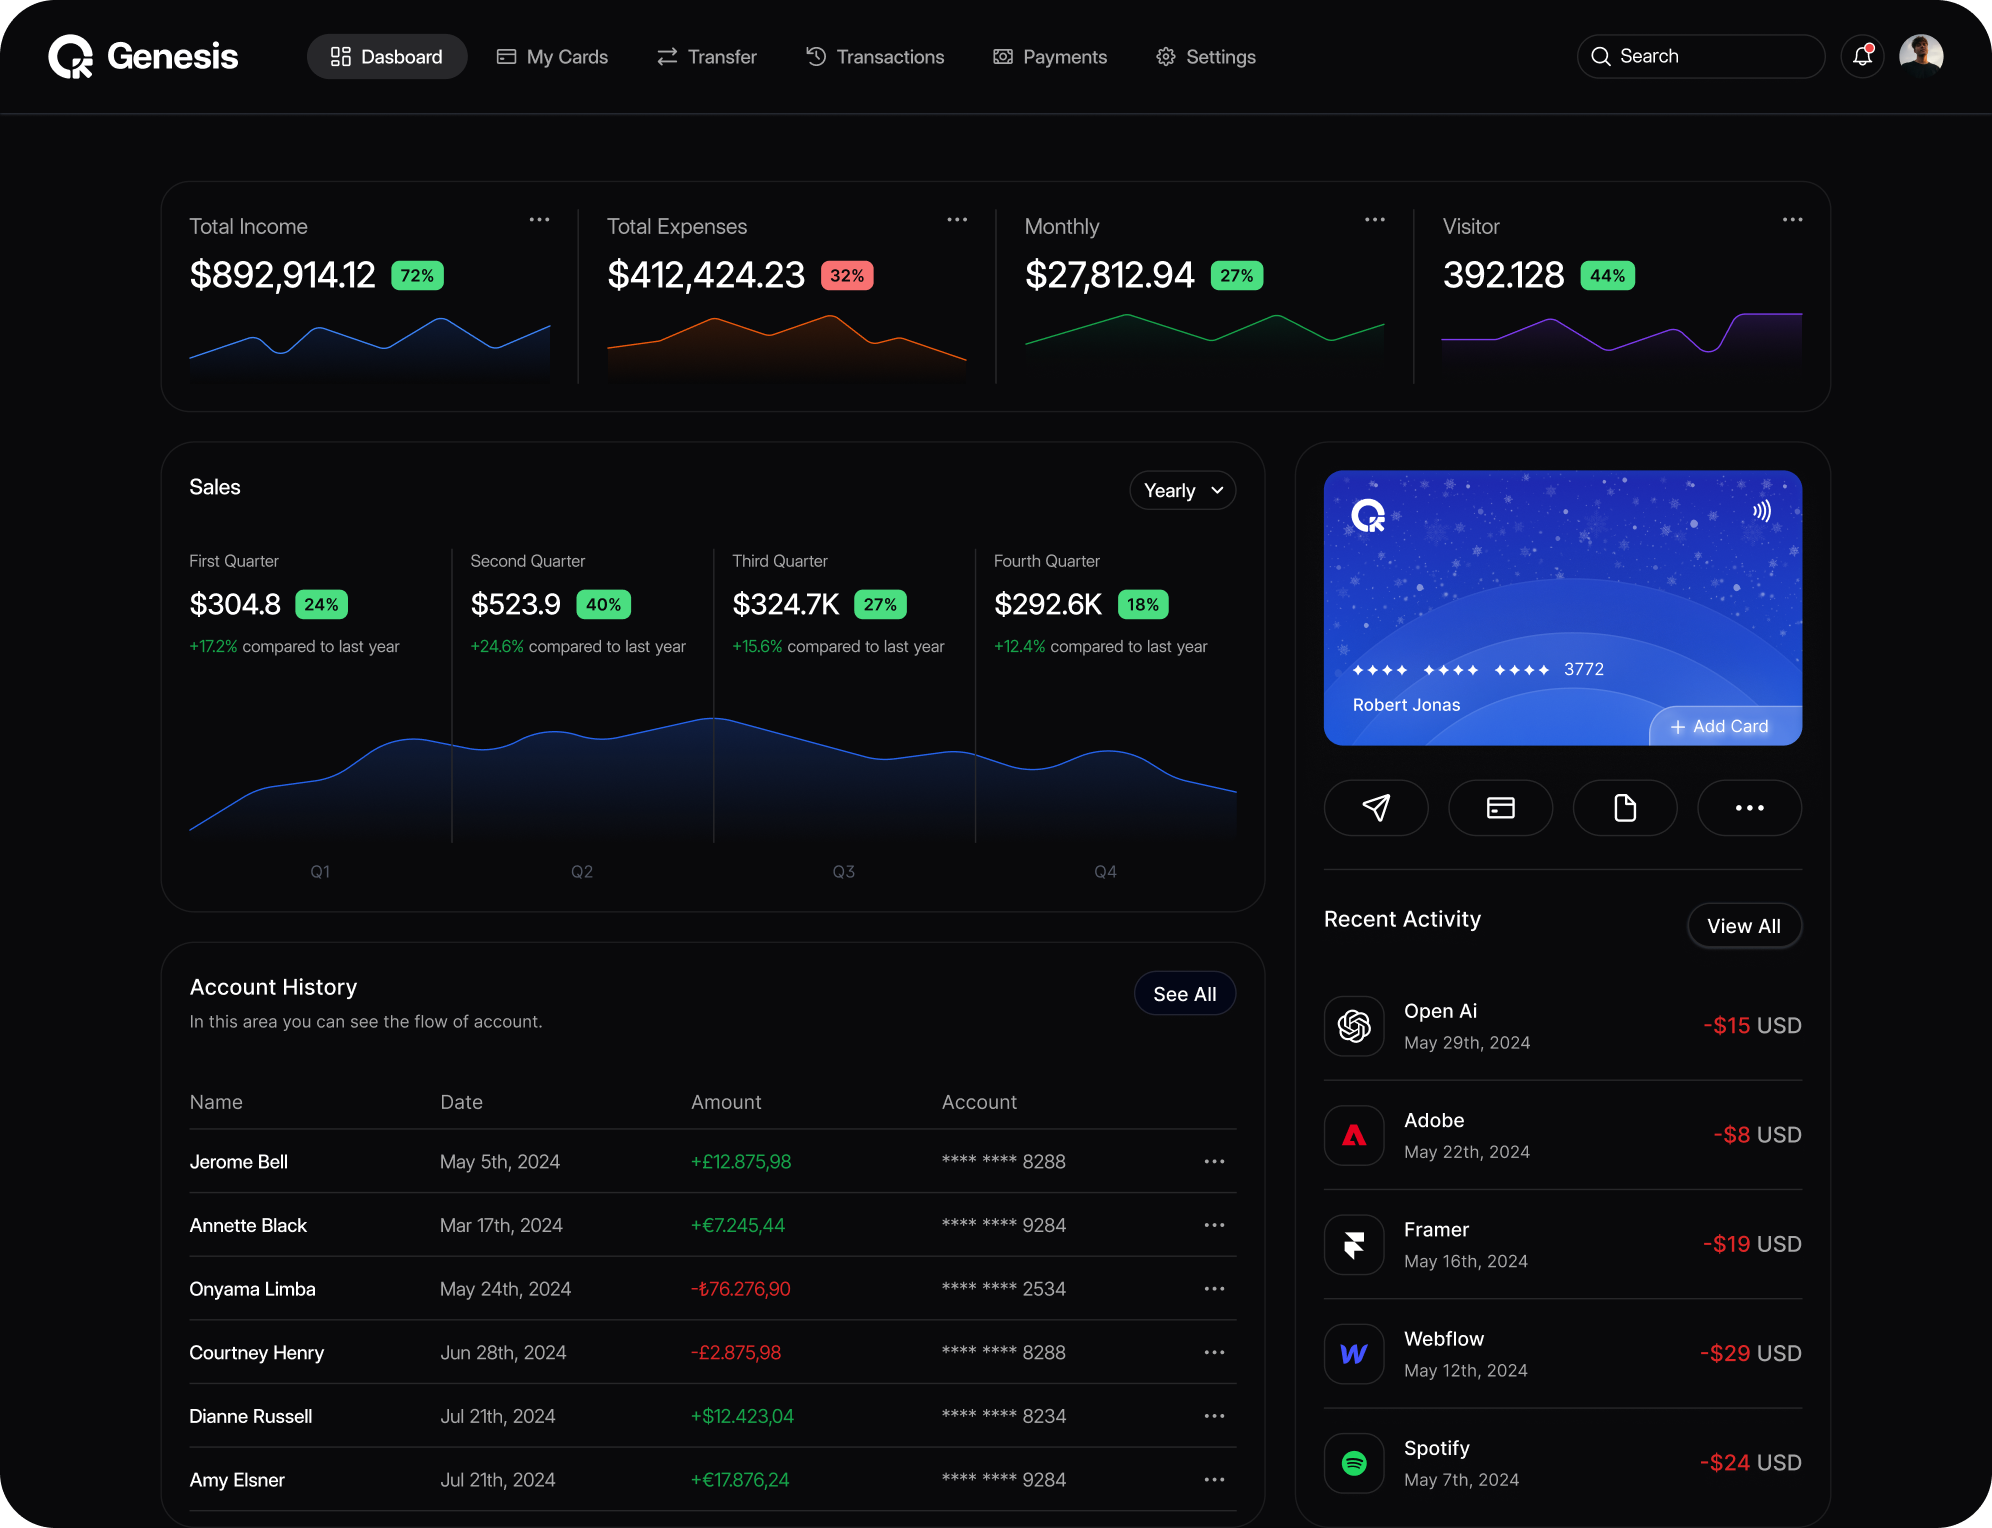 Genesis
Dasboard
My Cards
Transfer
Transactions
Payments
Settings
Search
Total Income
$892,914.12 72%
Total Expenses
$412,424.23 32%
Monthly
$27,812.94 27%
Visitor
392.128 44%
Sales
Yearly
First Quarter
$304.8 24%
+17.2% compared to last year
Second Quarter
$523.9 40%
+24.6% compared to last year
Third Quarter
$324.7K 27%
+15.6% compared to last year
Fourth Quarter
$292.6K 18%
+12.4% compared to last year
Q1 Q2 Q3 Q4
3772
Robert Jonas
+ Add Card
Recent Activity
View All
Open Ai
May 29th, 2024
-$15 USD
Adobe
May 22th, 2024
-$8 USD
Framer
May 16th, 2024
-$19 USD
Webflow
May 12th, 2024
-$29 USD
Spotify
May 7th, 2024
-$24 USD
Account History
In this area you can see the flow of account.
See All
Name Date Amount Account
Jerome Bell May 5th, 2024 +£12.875,98 **** **** 8288
Annette Black Mar 17th, 2024 +€7.245,44 **** **** 9284
Onyama Limba May 24th, 2024 -₺76.276,90 **** **** 2534
Courtney Henry Jun 28th, 2024 -£2.875,98 **** **** 8288
Dianne Russell Jul 21th, 2024 +$12.423,04 **** **** 8234
Amy Elsner Jul 21th, 2024 +€17.876,24 **** **** 9284